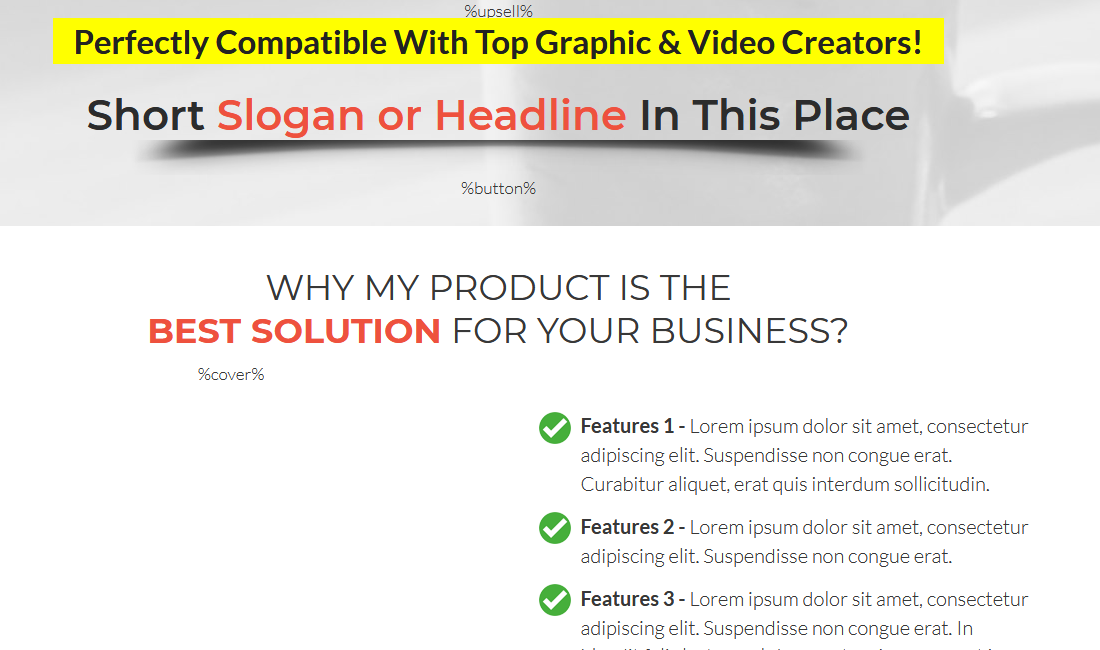 %upsell%
Perfectly Compatible With Top Graphic & Video Creators!
Short Slogan or Headline In This Place
%button%
WHY MY PRODUCT IS THE
BEST SOLUTION FOR YOUR BUSINESS?
%cover%
Features 1 - Lorem ipsum dolor sit amet, consectetur
adipiscing elit. Suspendisse non congue erat.
Curabitur aliquet, erat quis interdum sollicitudin.
Features 2 - Lorem ipsum dolor sit amet, consectetur
adipiscing elit. Suspendisse non congue erat.
Features 3 - Lorem ipsum dolor sit amet, consectetur
adipiscing elit. Suspendisse non congue erat. In